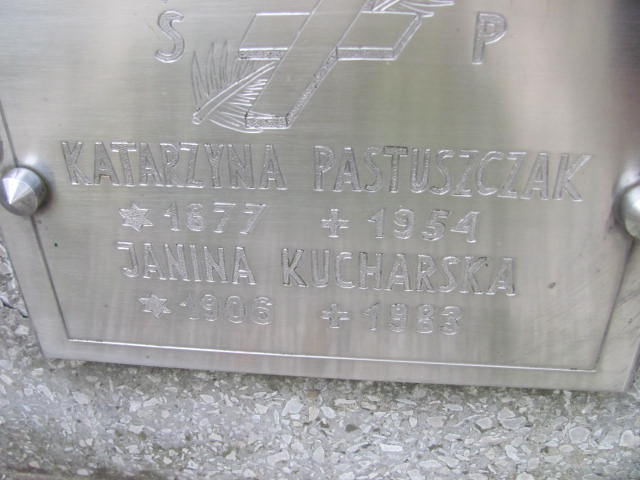 Ś P
KATARZYNA PASTUSZCZAK
✶ 1877 + 1954
JANINA KUCHARSKA
✶ 1906 + 1983